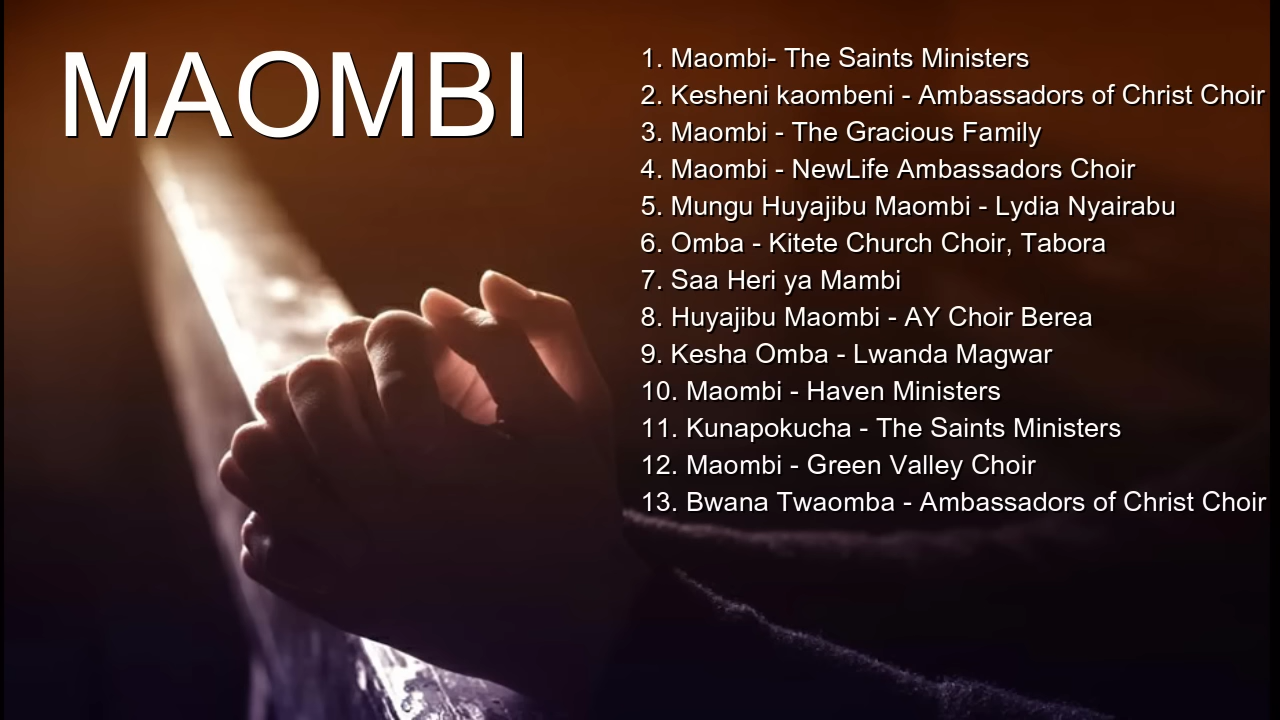 MAOMBI
1. Maombi- The Saints Ministers
2. Kesheni kaombeni - Ambassadors of Christ Choir
3. Maombi - The Gracious Family
4. Maombi - NewLife Ambassadors Choir
5. Mungu Huyajibu Maombi - Lydia Nyairabu
6. Omba - Kitete Church Choir, Tabora
7. Saa Heri ya Mambi
8. Huyajibu Maombi - AY Choir Berea
9. Kesha Omba - Lwanda Magwar
10. Maombi - Haven Ministers
11. Kunapokucha - The Saints Ministers
12. Maombi - Green Valley Choir
13. Bwana Twaomba - Ambassadors of Christ Choir